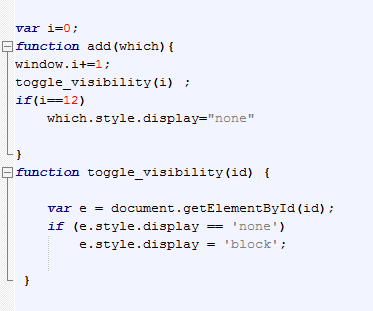 var i=0;
function add(which){
window.i+=1;
toggle_visibility(i) ;
if(i==12)
    which.style.display="none"
}
function toggle_visibility(id) {
    var e = document.getElementById(id);
    if (e.style.display == 'none')
        e.style.display = 'block';
 }